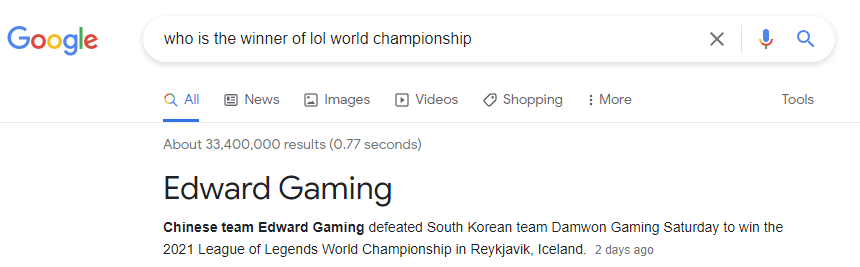 Google
who is the winner of lol world championship
All News Images Videos Shopping More Tools
About 33,400,000 results (0.77 seconds)
Edward Gaming
Chinese team Edward Gaming defeated South Korean team Damwon Gaming Saturday to win the
2021 League of Legends World Championship in Reykjavik, Iceland. 2 days ago